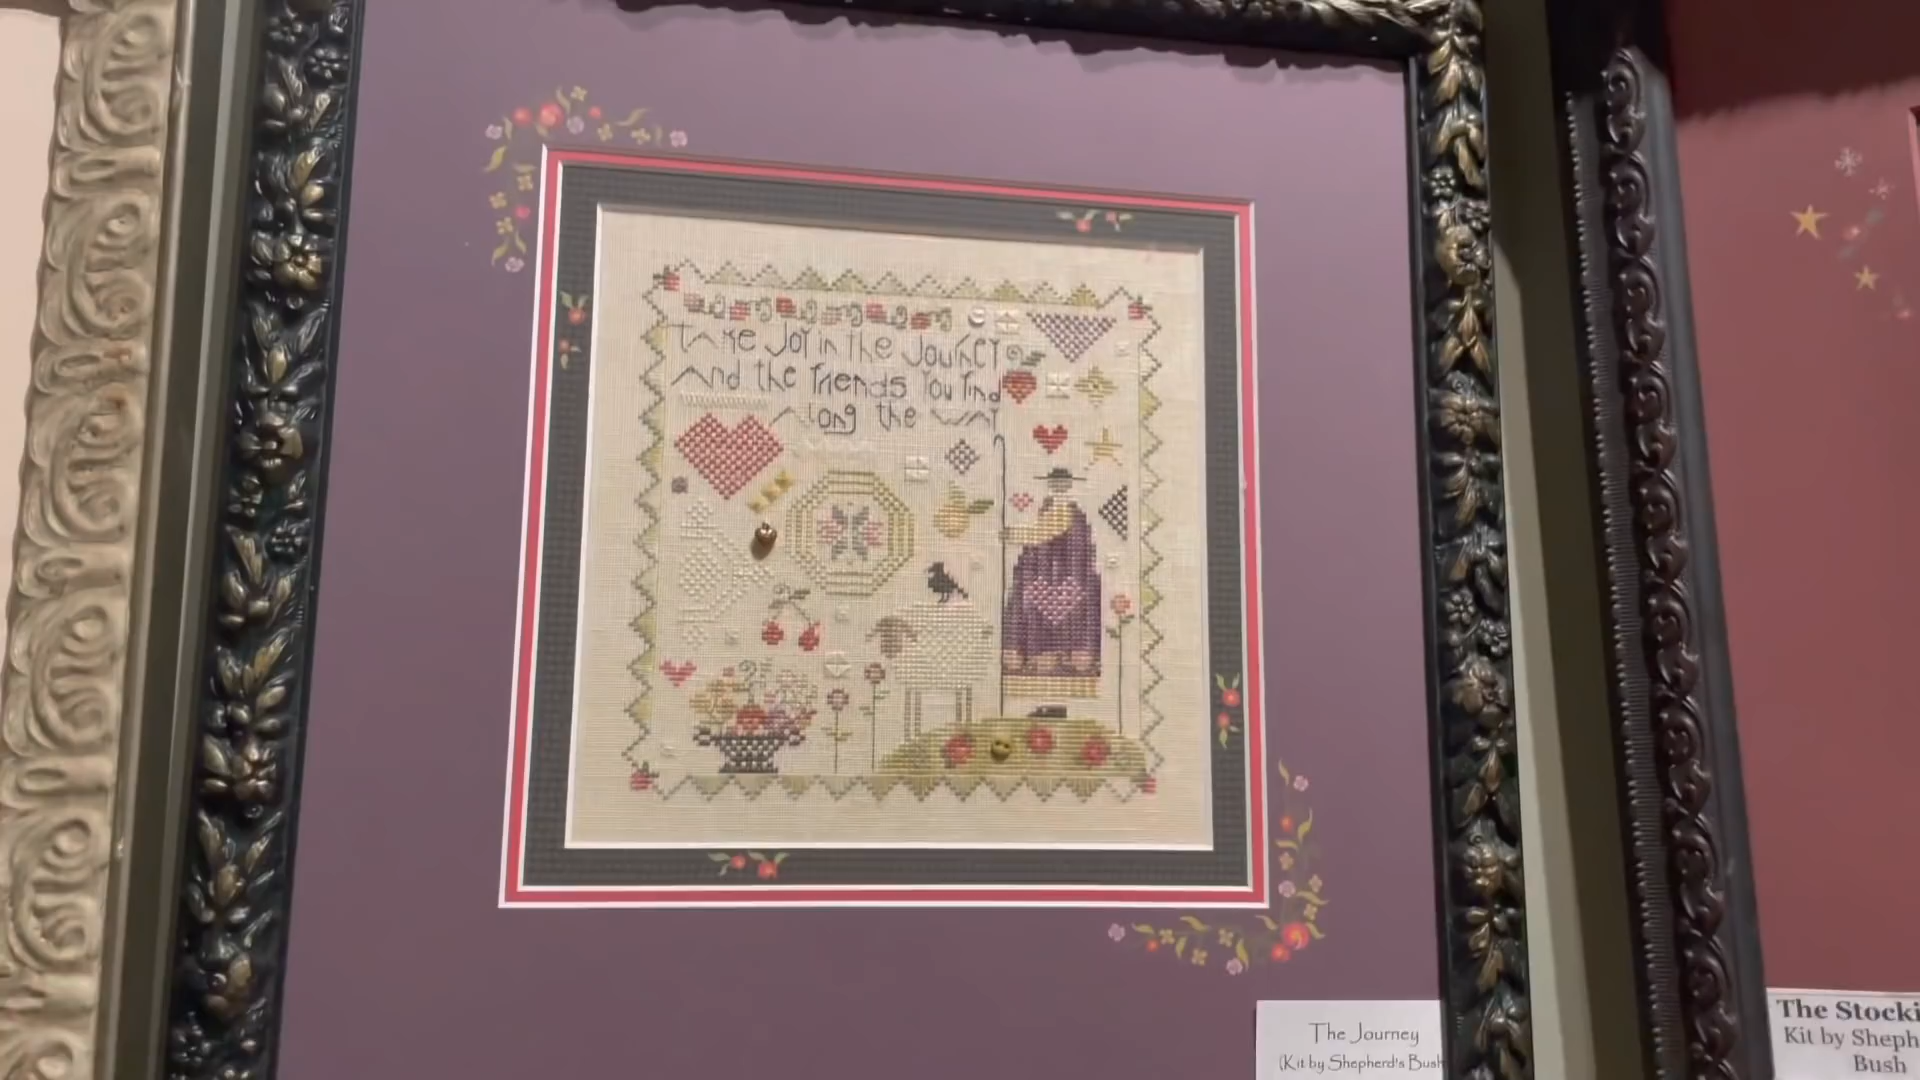 Take Joy in the Journey
And the Friends You Find
Along the Way
The Journey
(Kit by Shepherd's Bush
The Stocki
Kit by Sheph
Bush